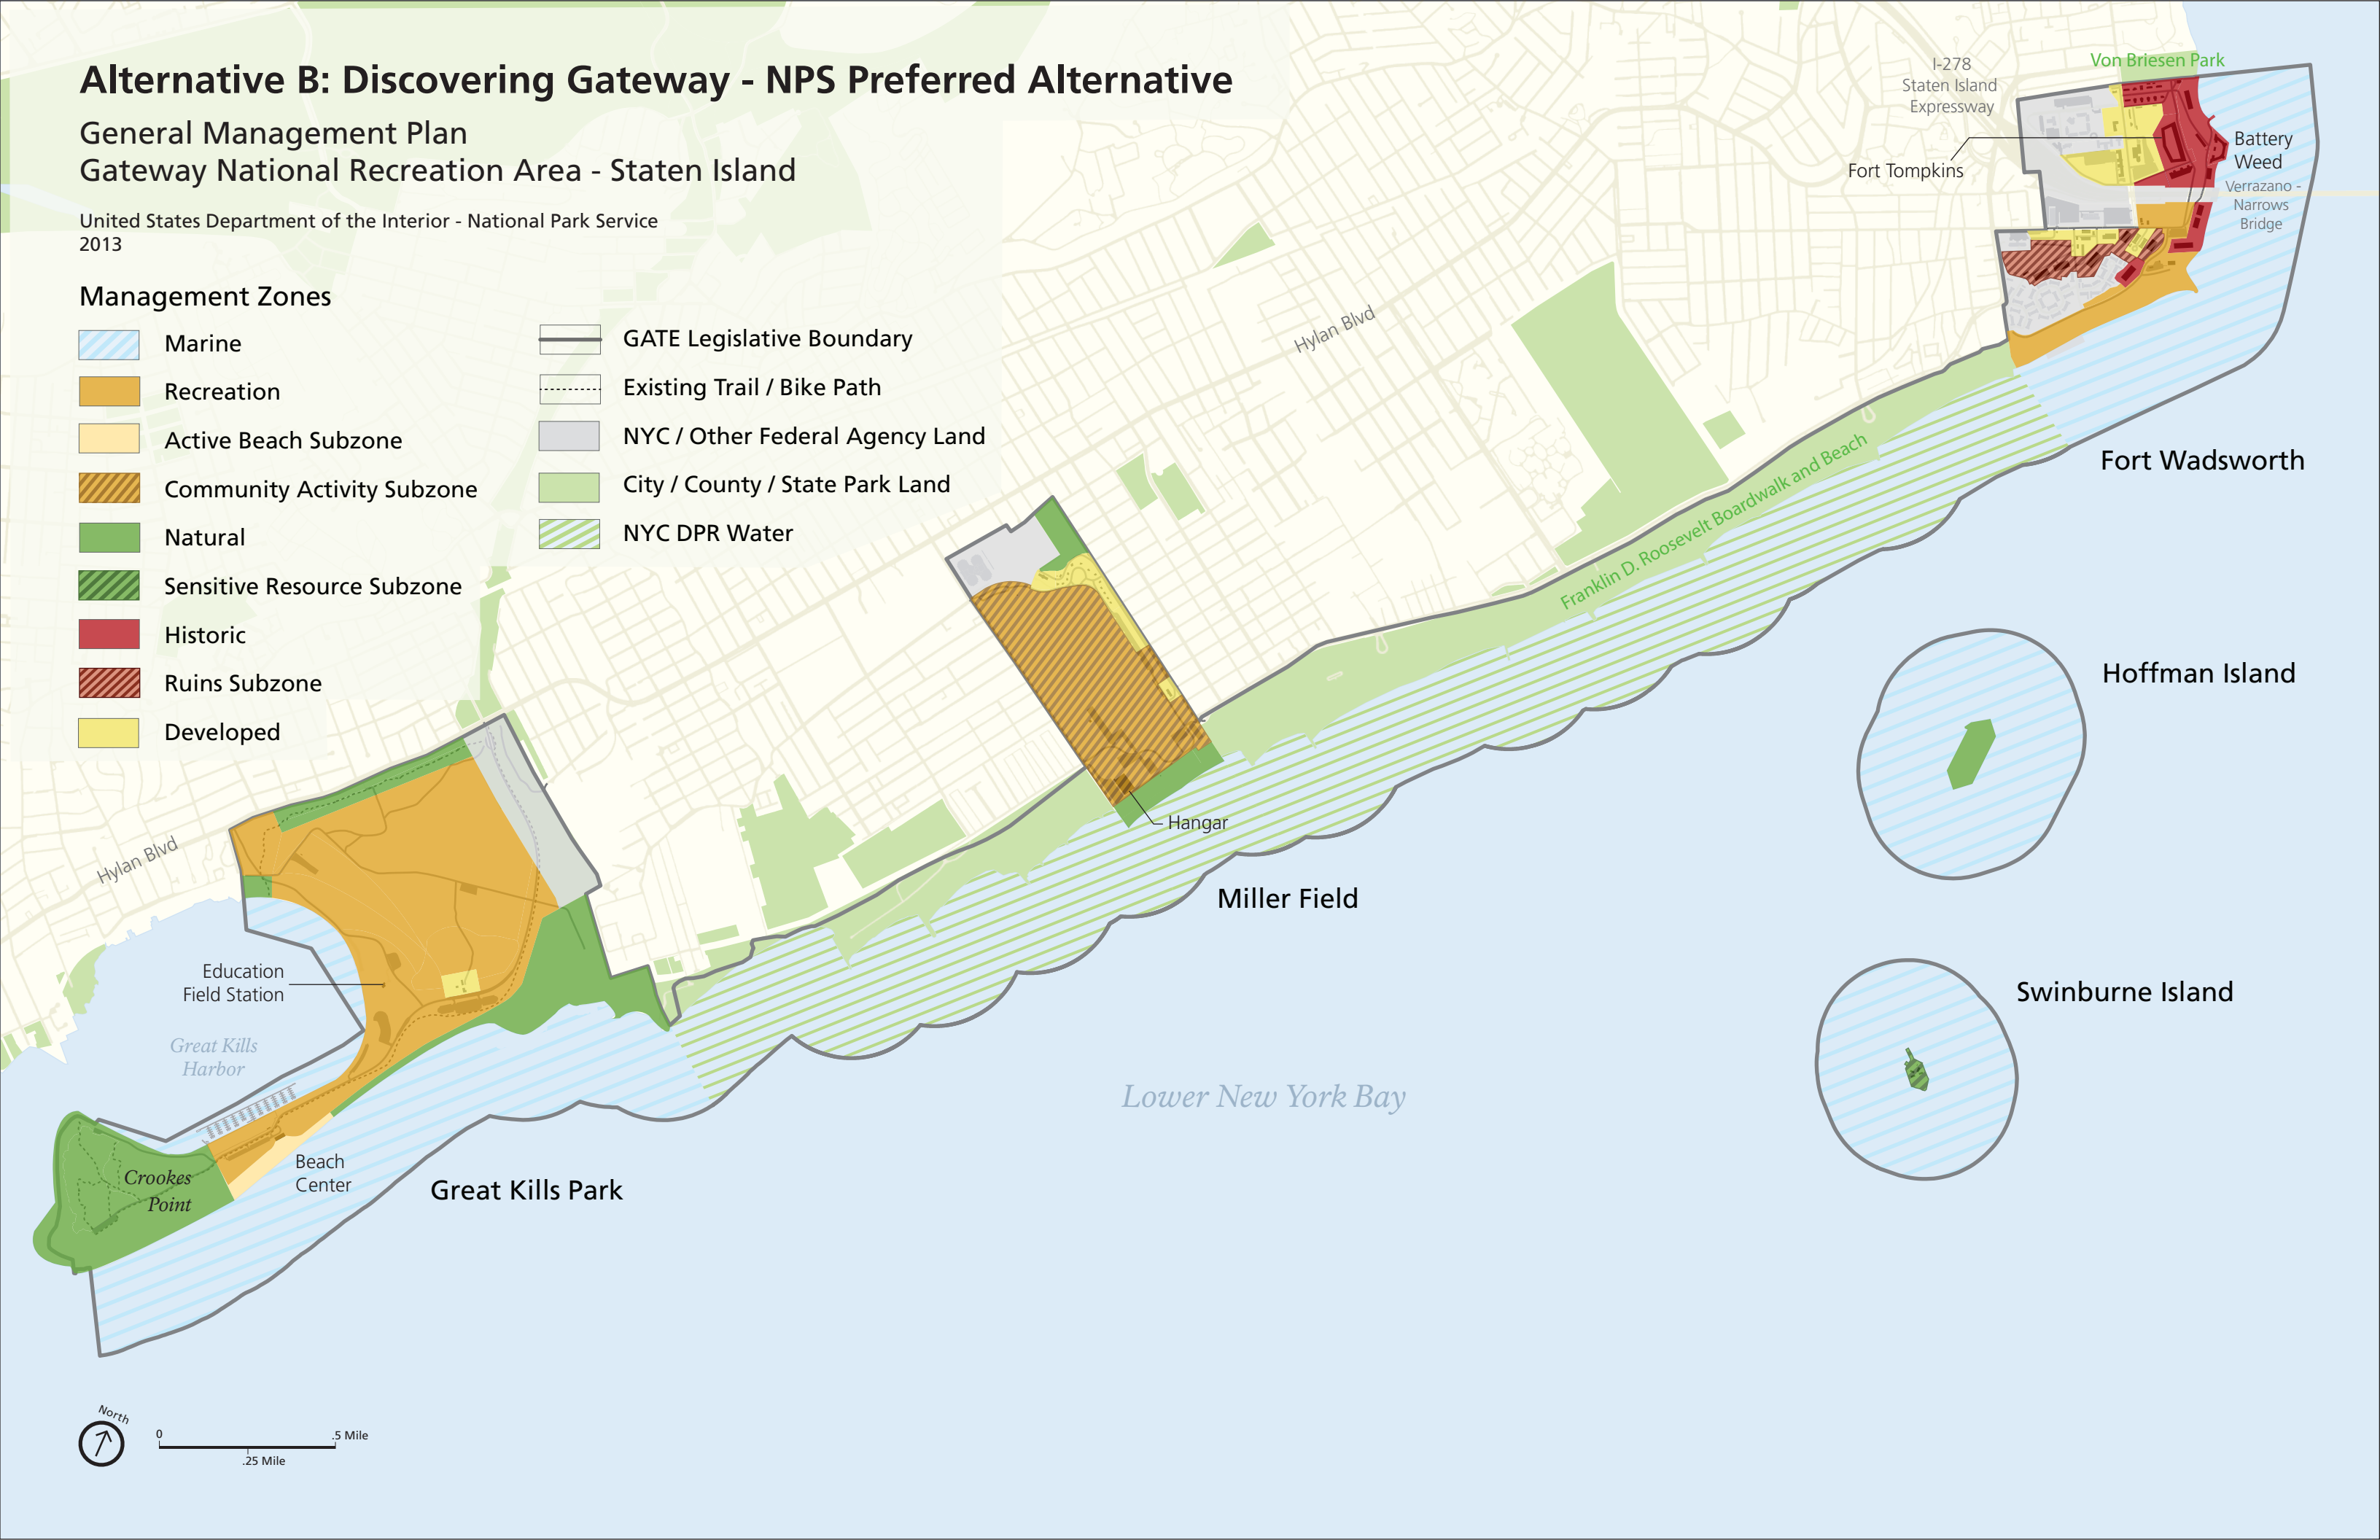 Alternative B: Discovering Gateway - NPS Preferred Alternative
General Management Plan
Gateway National Recreation Area - Staten Island
United States Department of the Interior - National Park Service
2013
Management Zones
Marine
Recreation
Active Beach Subzone
Community Activity Subzone
Natural
Sensitive Resource Subzone
Historic
Ruins Subzone
Developed
GATE Legislative Boundary
Existing Trail / Bike Path
NYC / Other Federal Agency Land
City / County / State Park Land
NYC DPR Water
I-278
Staten Island
Expressway
Von Briesen Park
Fort Tompkins
Battery
Weed
Verrazano -
Narrows
Bridge
Hylan Blvd
Franklin D. Roosevelt Boardwalk and Beach
Fort Wadsworth
Hoffman Island
Swinburne Island
Hangar
Miller Field
Hylan Blvd
Education
Field Station
Great Kills
Harbor
Lower New York Bay
Crookes
Point
Beach
Center
Great Kills Park
North
0
.5 Mile
.25 Mile